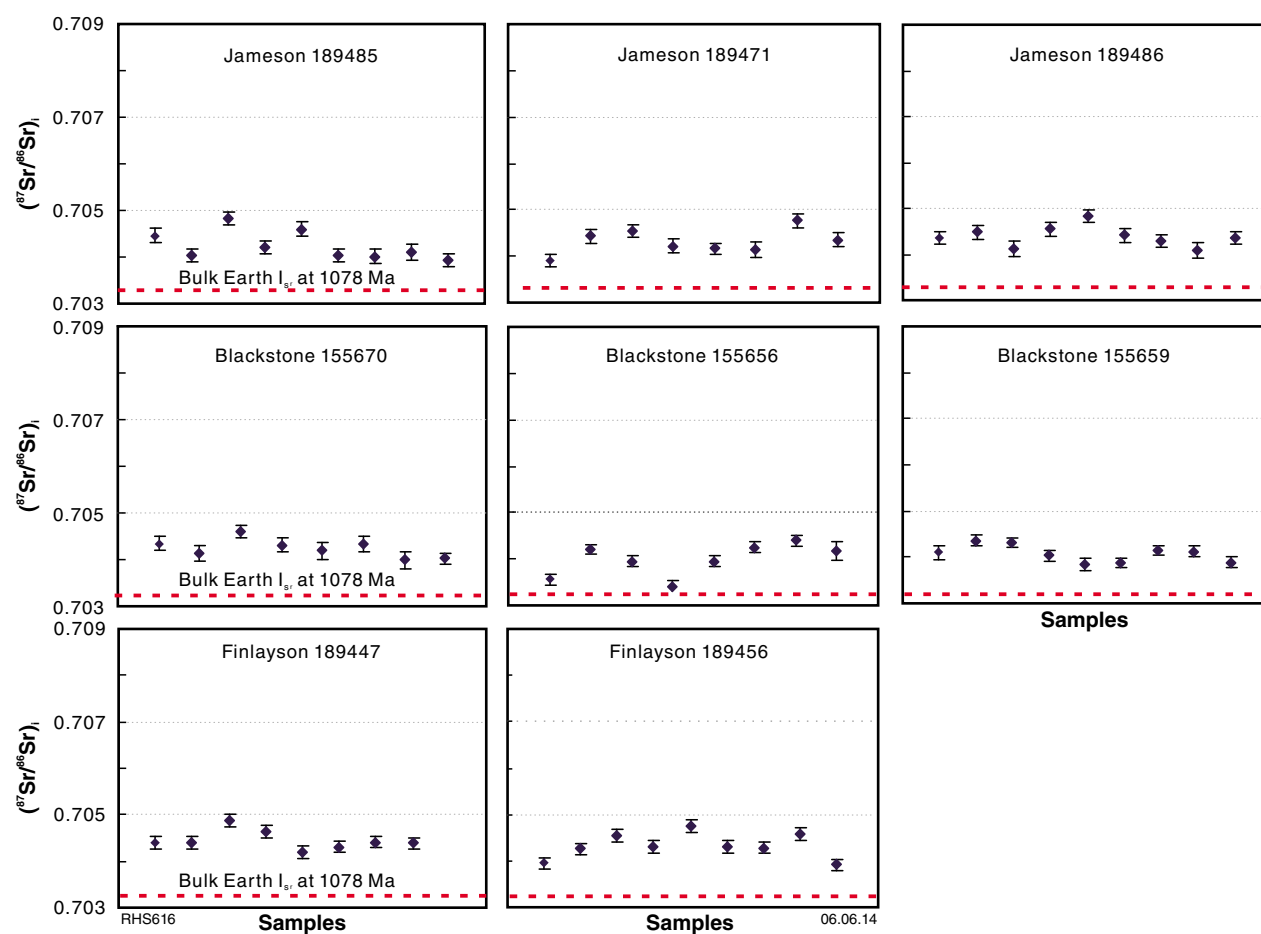 0.709
0.707
0.705
0.703
(⁸⁷Sr/⁸⁶Sr)ᵢ
Jameson 189485
Bulk Earth I Sr at 1078 Ma
Jameson 189471
Jameson 189486
0.709
0.707
0.705
0.703
(⁸⁷Sr/⁸⁶Sr)ᵢ
Blackstone 155670
Bulk Earth I Sr at 1078 Ma
Blackstone 155656
Blackstone 155659
Samples
0.709
0.707
0.705
0.703
(⁸⁷Sr/⁸⁶Sr)ᵢ
Finlayson 189447
Bulk Earth I Sr at 1078 Ma
Finlayson 189456
RHS616
Samples
Samples
06.06.14